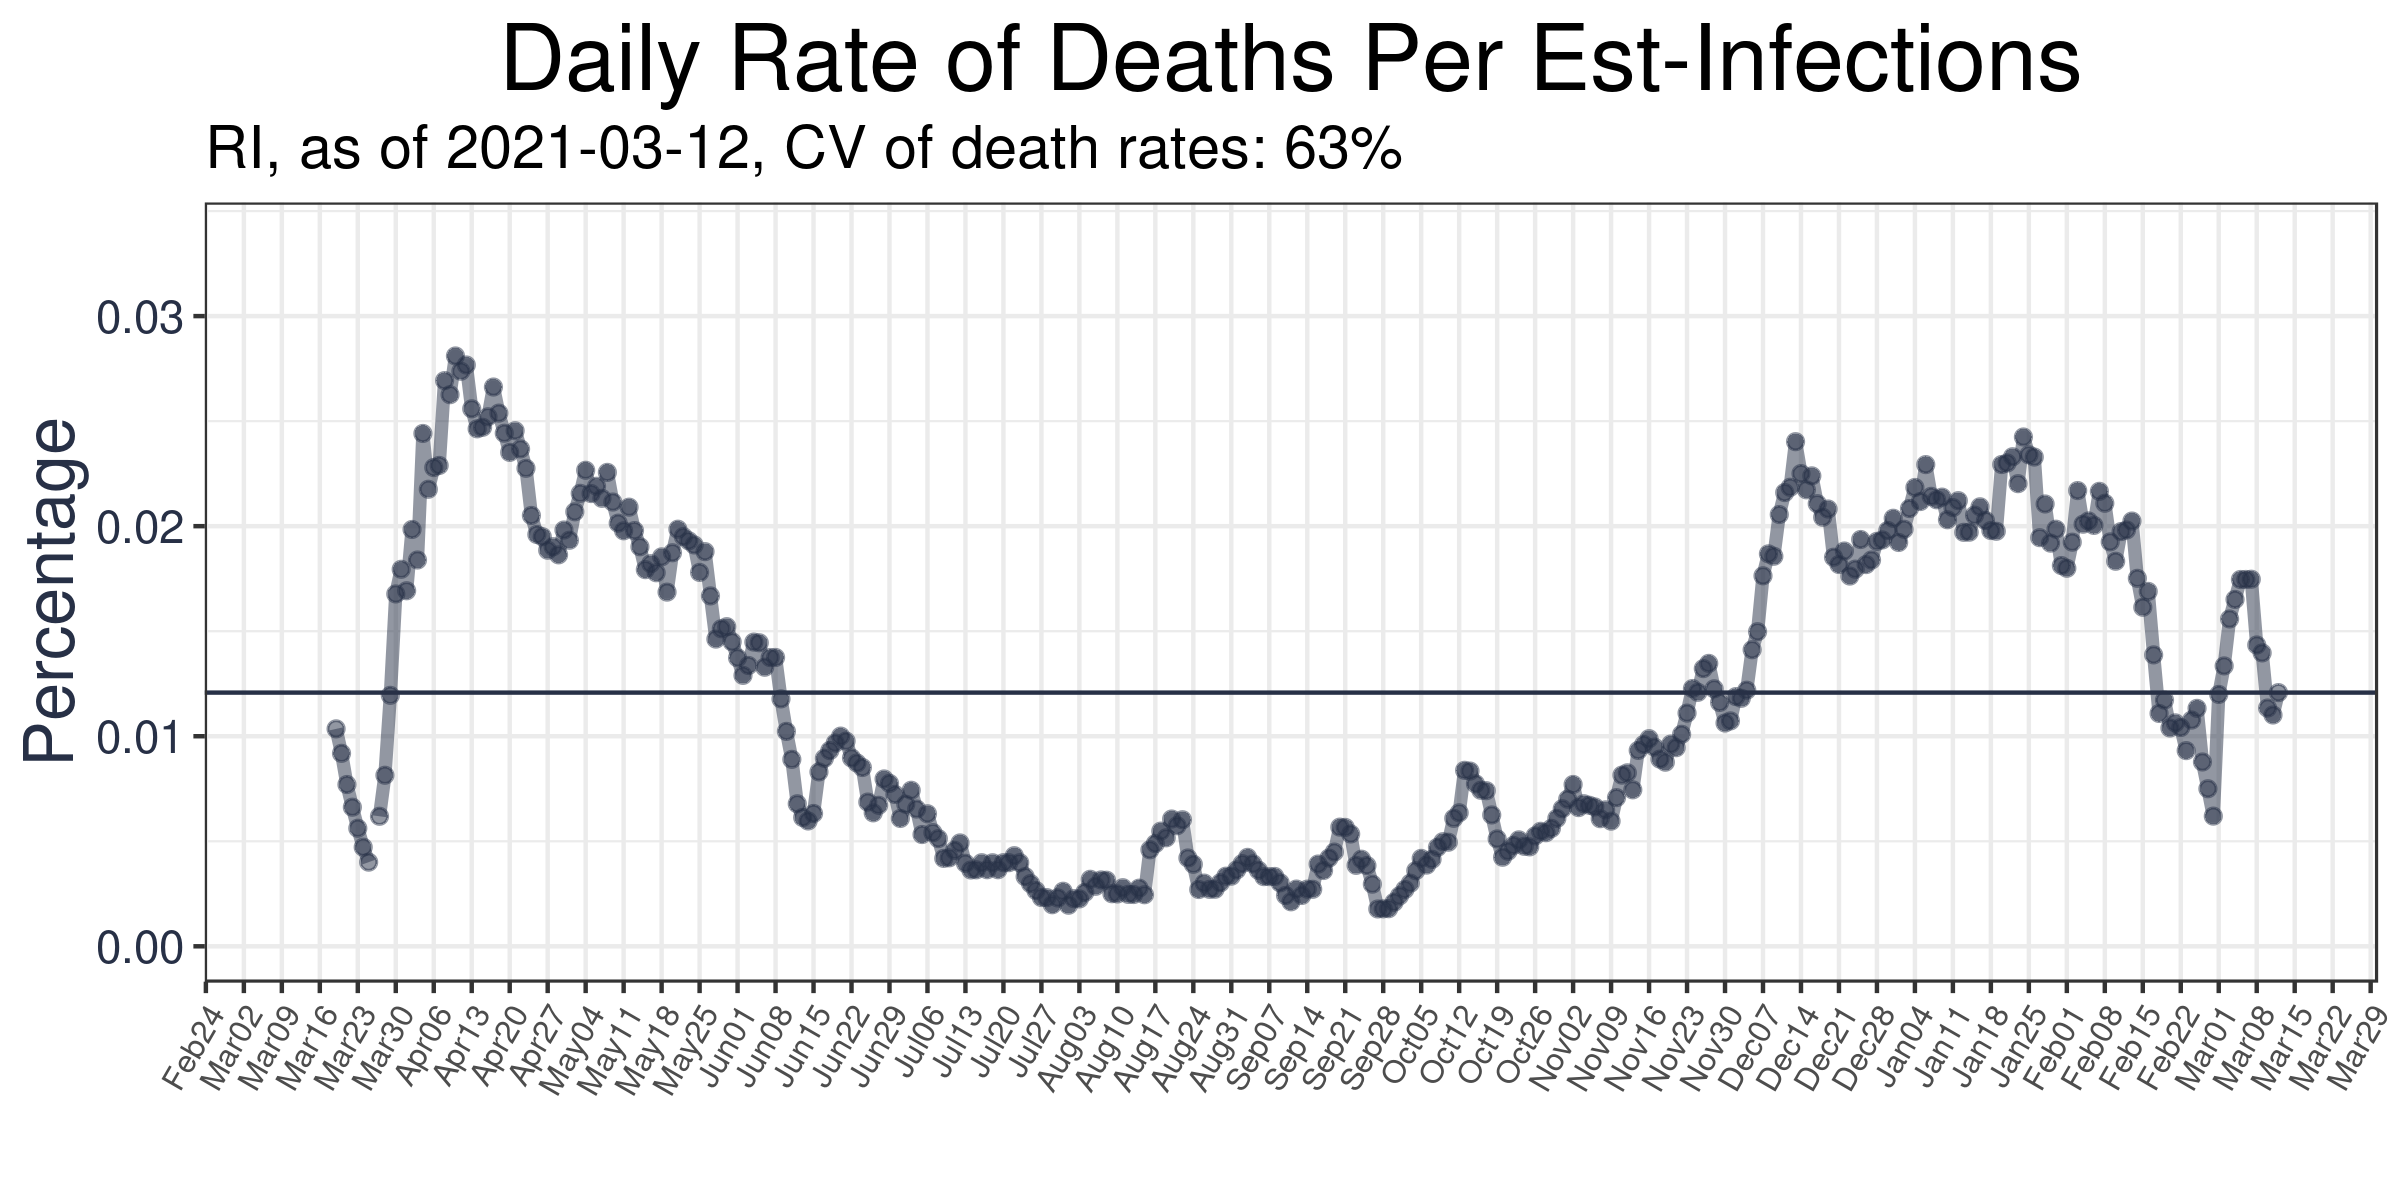 Daily Rate of Deaths Per Est-Infections
RI, as of 2021-03-12, CV of death rates: 63%
Percentage
0.03
0.02
0.01
0.00
Feb24
Mar02
Mar09
Mar16
Mar23
Mar30
Apr06
Apr13
Apr20
Apr27
May04
May11
May18
May25
Jun01
Jun08
Jun15
Jun22
Jun29
Jul06
Jul13
Jul20
Jul27
Aug03
Aug10
Aug17
Aug24
Aug31
Sep07
Sep14
Sep21
Sep28
Oct05
Oct12
Oct19
Oct26
Nov02
Nov09
Nov16
Nov23
Nov30
Dec07
Dec14
Dec21
Dec28
Jan04
Jan11
Jan18
Jan25
Feb01
Feb08
Feb15
Feb22
Mar01
Mar08
Mar15
Mar22
Mar29